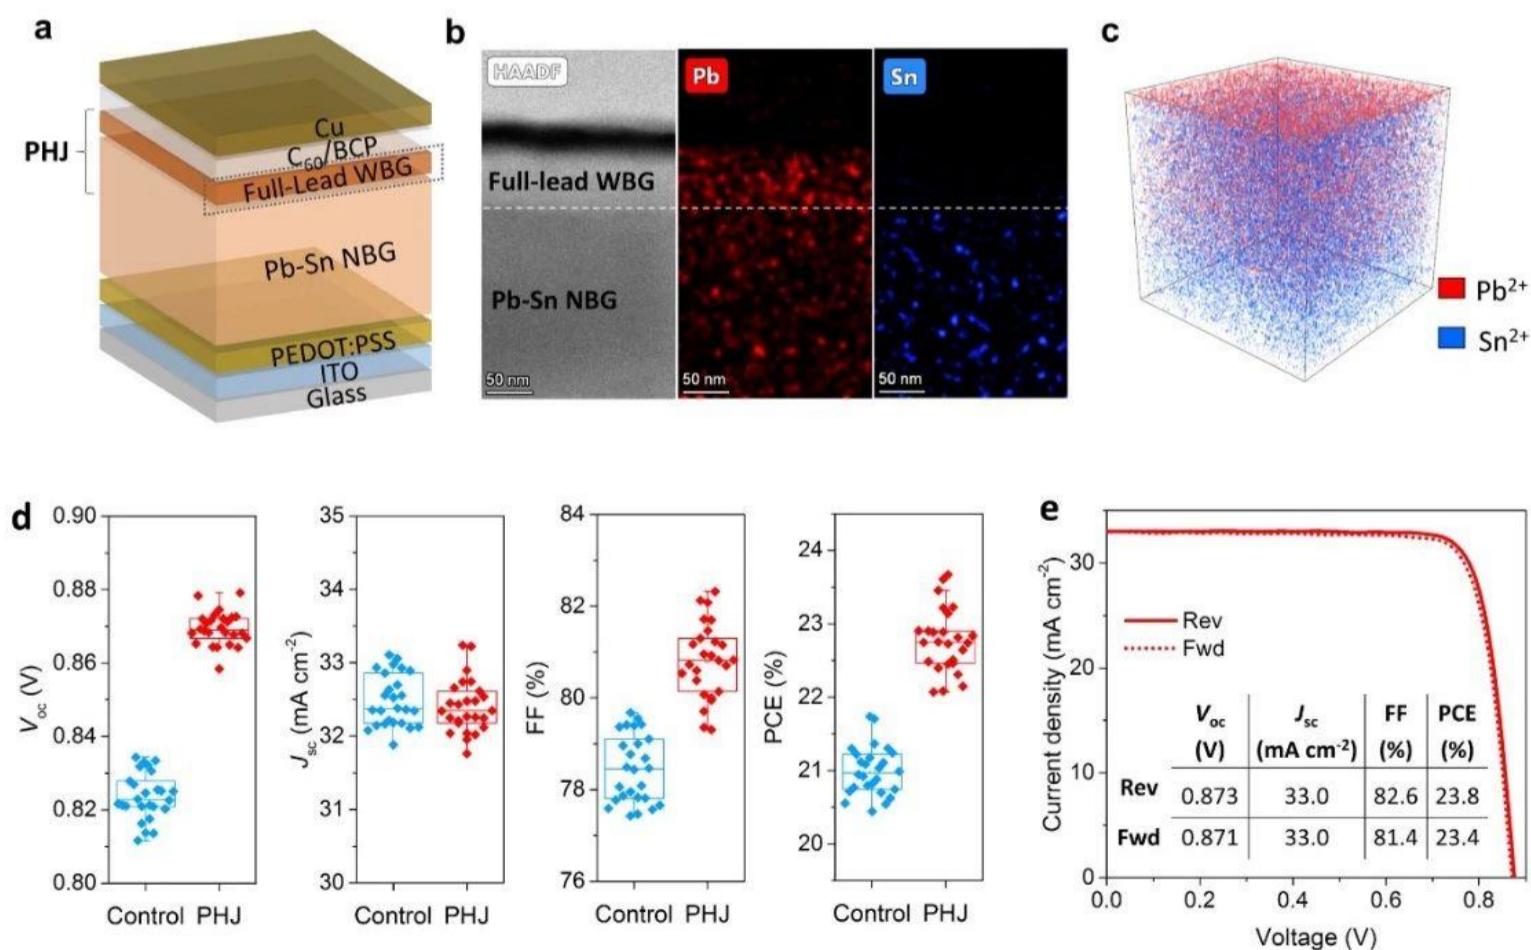 a
PHJ
Cu
C60/BCP
Full-Lead WBG
Pb-Sn NBG
PEDOT:PSS
ITO
Glass
b
HAADF
Pb
Sn
Full-lead WBG
Pb-Sn NBG
50 nm
50 nm
50 nm
c
Pb2+
Sn2+
d
Voc (V)
0.90
0.88
0.86
0.84
0.82
0.80
Control PHJ
Jsc (mA cm-2)
35
34
33
32
31
30
Control PHJ
FF (%)
84
82
80
78
76
Control PHJ
PCE (%)
24
23
22
21
20
Control PHJ
e
Current density (mA cm-2)
30
20
10
0
Rev
Fwd
Voc Jsc FF PCE
(V) (mA cm-2) (%) (%)
Rev 0.873 33.0 82.6 23.8
Fwd 0.871 33.0 81.4 23.4
0.0 0.2 0.4 0.6 0.8
Voltage (V)